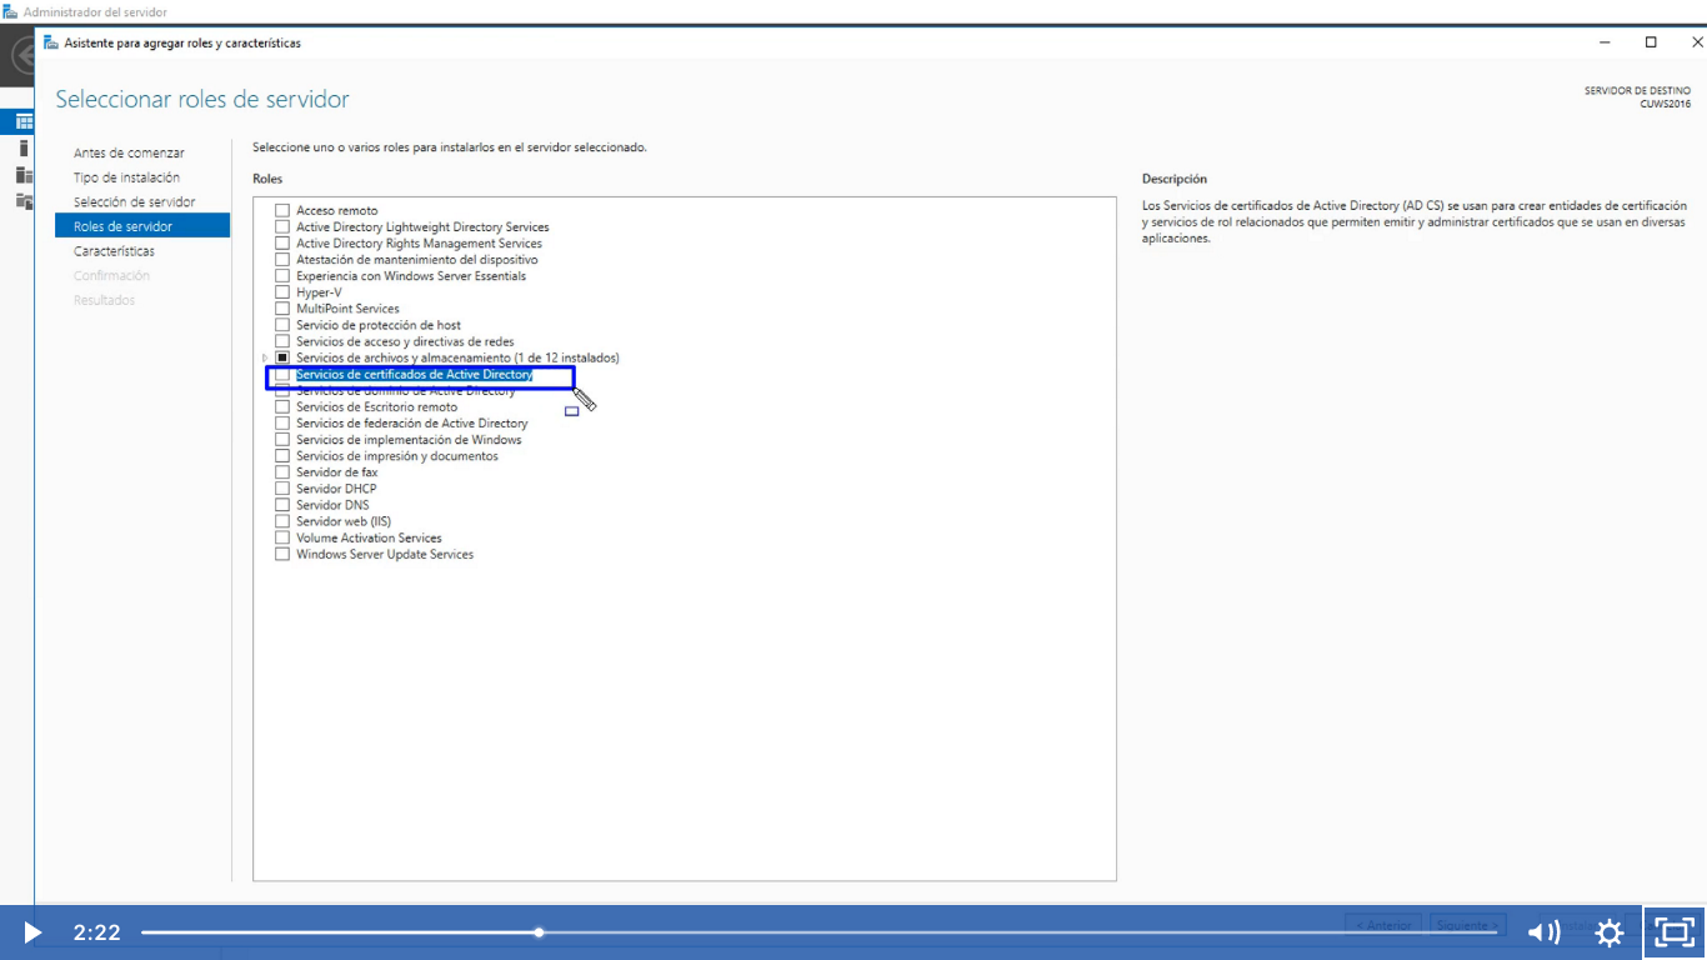 Administrador del servidor
Asistente para agregar roles y características
Seleccionar roles de servidor
SERVIDOR DE DESTINO
CUWS2016
Antes de comenzar
Tipo de instalación
Selección de servidor
Roles de servidor
Características
Confirmación
Resultados
Seleccione uno o varios roles para instalarlos en el servidor seleccionado.
Roles
Acceso remoto
Active Directory Lightweight Directory Services
Active Directory Rights Management Services
Atestación de mantenimiento del dispositivo
Experiencia con Windows Server Essentials
Hyper-V
MultiPoint Services
Servicio de protección de host
Servicios de acceso y directivas de redes
Servicios de archivos y almacenamiento (1 de 12 instalados)
Servicios de certificados de Active Directory
Servicios de dominio de Active Directory
Servicios de Escritorio remoto
Servicios de federación de Active Directory
Servicios de implementación de Windows
Servicios de impresión y documentos
Servidor de fax
Servidor DHCP
Servidor DNS
Servidor web (IIS)
Volume Activation Services
Windows Server Update Services
Descripción
Los Servicios de certificados de Active Directory (AD CS) se usan para crear entidades de certificación
y servicios de rol relacionados que permiten emitir y administrar certificados que se usan en diversas
aplicaciones.
< Anterior
Siguiente >
2:22